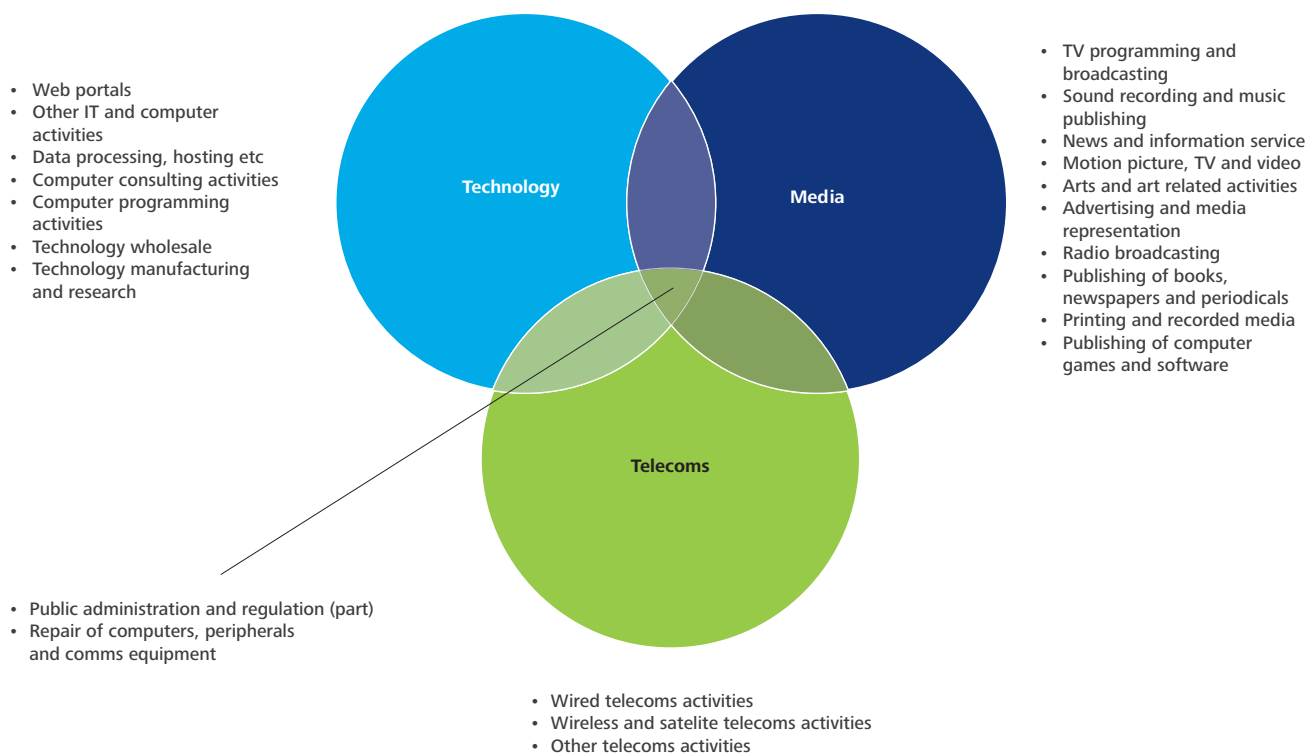 • Web portals
• Other IT and computer
activities
• Data processing, hosting etc
• Computer consulting activities
• Computer programming
activities
• Technology wholesale
• Technology manufacturing
and research
Technology
Media
• TV programming and
broadcasting
• Sound recording and music
publishing
• News and information service
• Motion picture, TV and video
• Arts and art related activities
• Advertising and media
representation
• Radio broadcasting
• Publishing of books,
newspapers and periodicals
• Printing and recorded media
• Publishing of computer
games and software
Telecoms
• Public administration and regulation (part)
• Repair of computers, peripherals
and comms equipment
• Wired telecoms activities
• Wireless and satelite telecoms activities
• Other telecoms activities